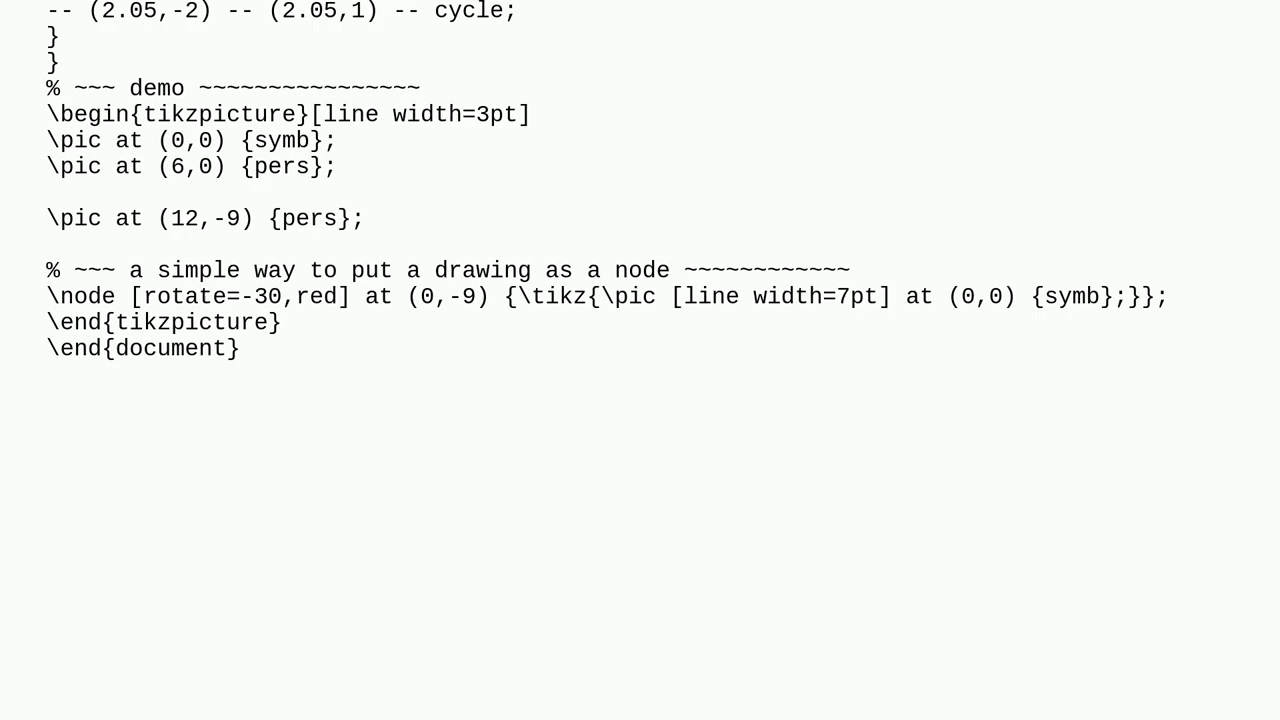 -- (2.05,-2) -- (2.05,1) -- cycle;
}
}
% ~~~ demo ~~~~~~~~~~~~~~~~
\begin{tikzpicture}[line width=3pt]
\pic at (0,0) {symb};
\pic at (6,0) {pers};
\pic at (12,-9) {pers};
% ~~~ a simple way to put a drawing as a node ~~~~~~~~~~~~
\node [rotate=-30,red] at (0,-9) {\tikz{\pic [line width=7pt] at (0,0) {symb};}};
\end{tikzpicture}
\end{document}